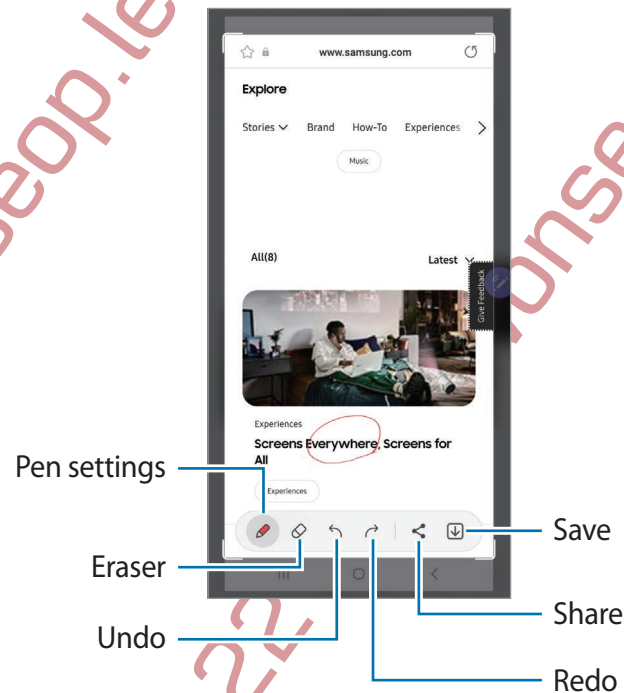 www.samsung.com
Explore
Stories Brand How-To Experiences
Music
All(8) Latest
Give Feedback
Experiences
Screens Everywhere, Screens for
All
Experiences
Pen settings
Eraser
Undo
Save
Share
Redo